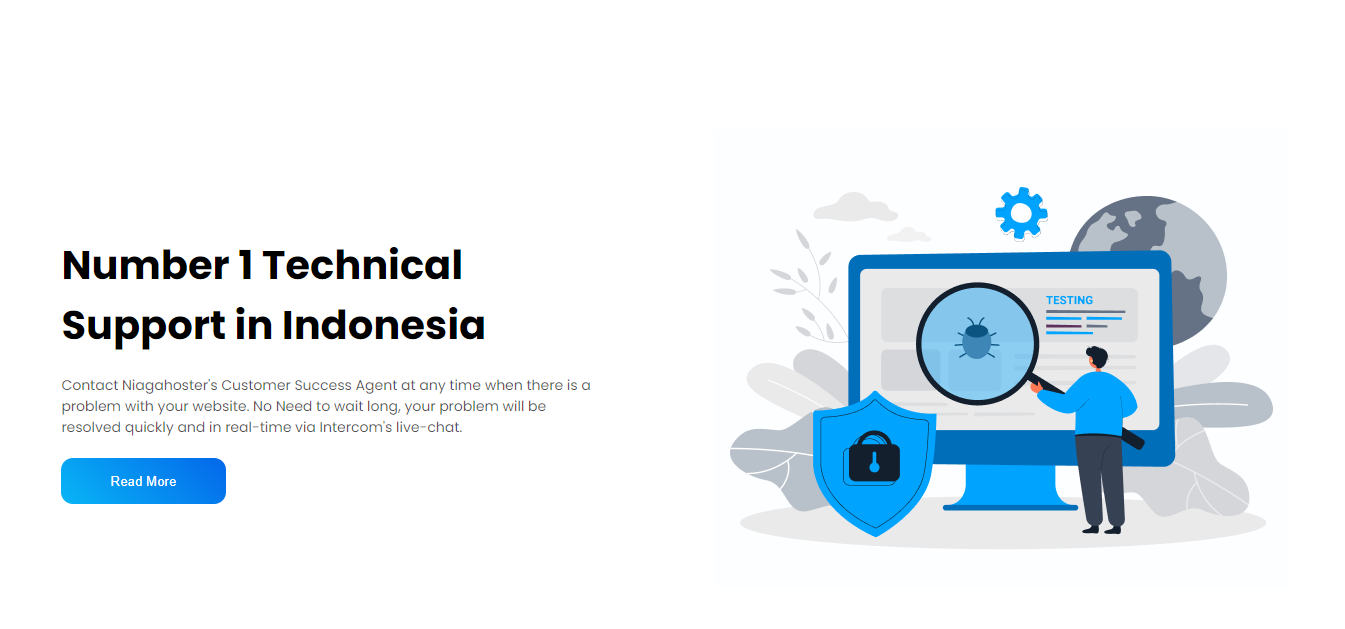 Number 1 Technical
Support in Indonesia
Contact Niagahoster's Customer Success Agent at any time when there is a
problem with your website. No Need to wait long, your problem will be
resolved quickly and in real-time via Intercom's live-chat.
Read More
TESTING